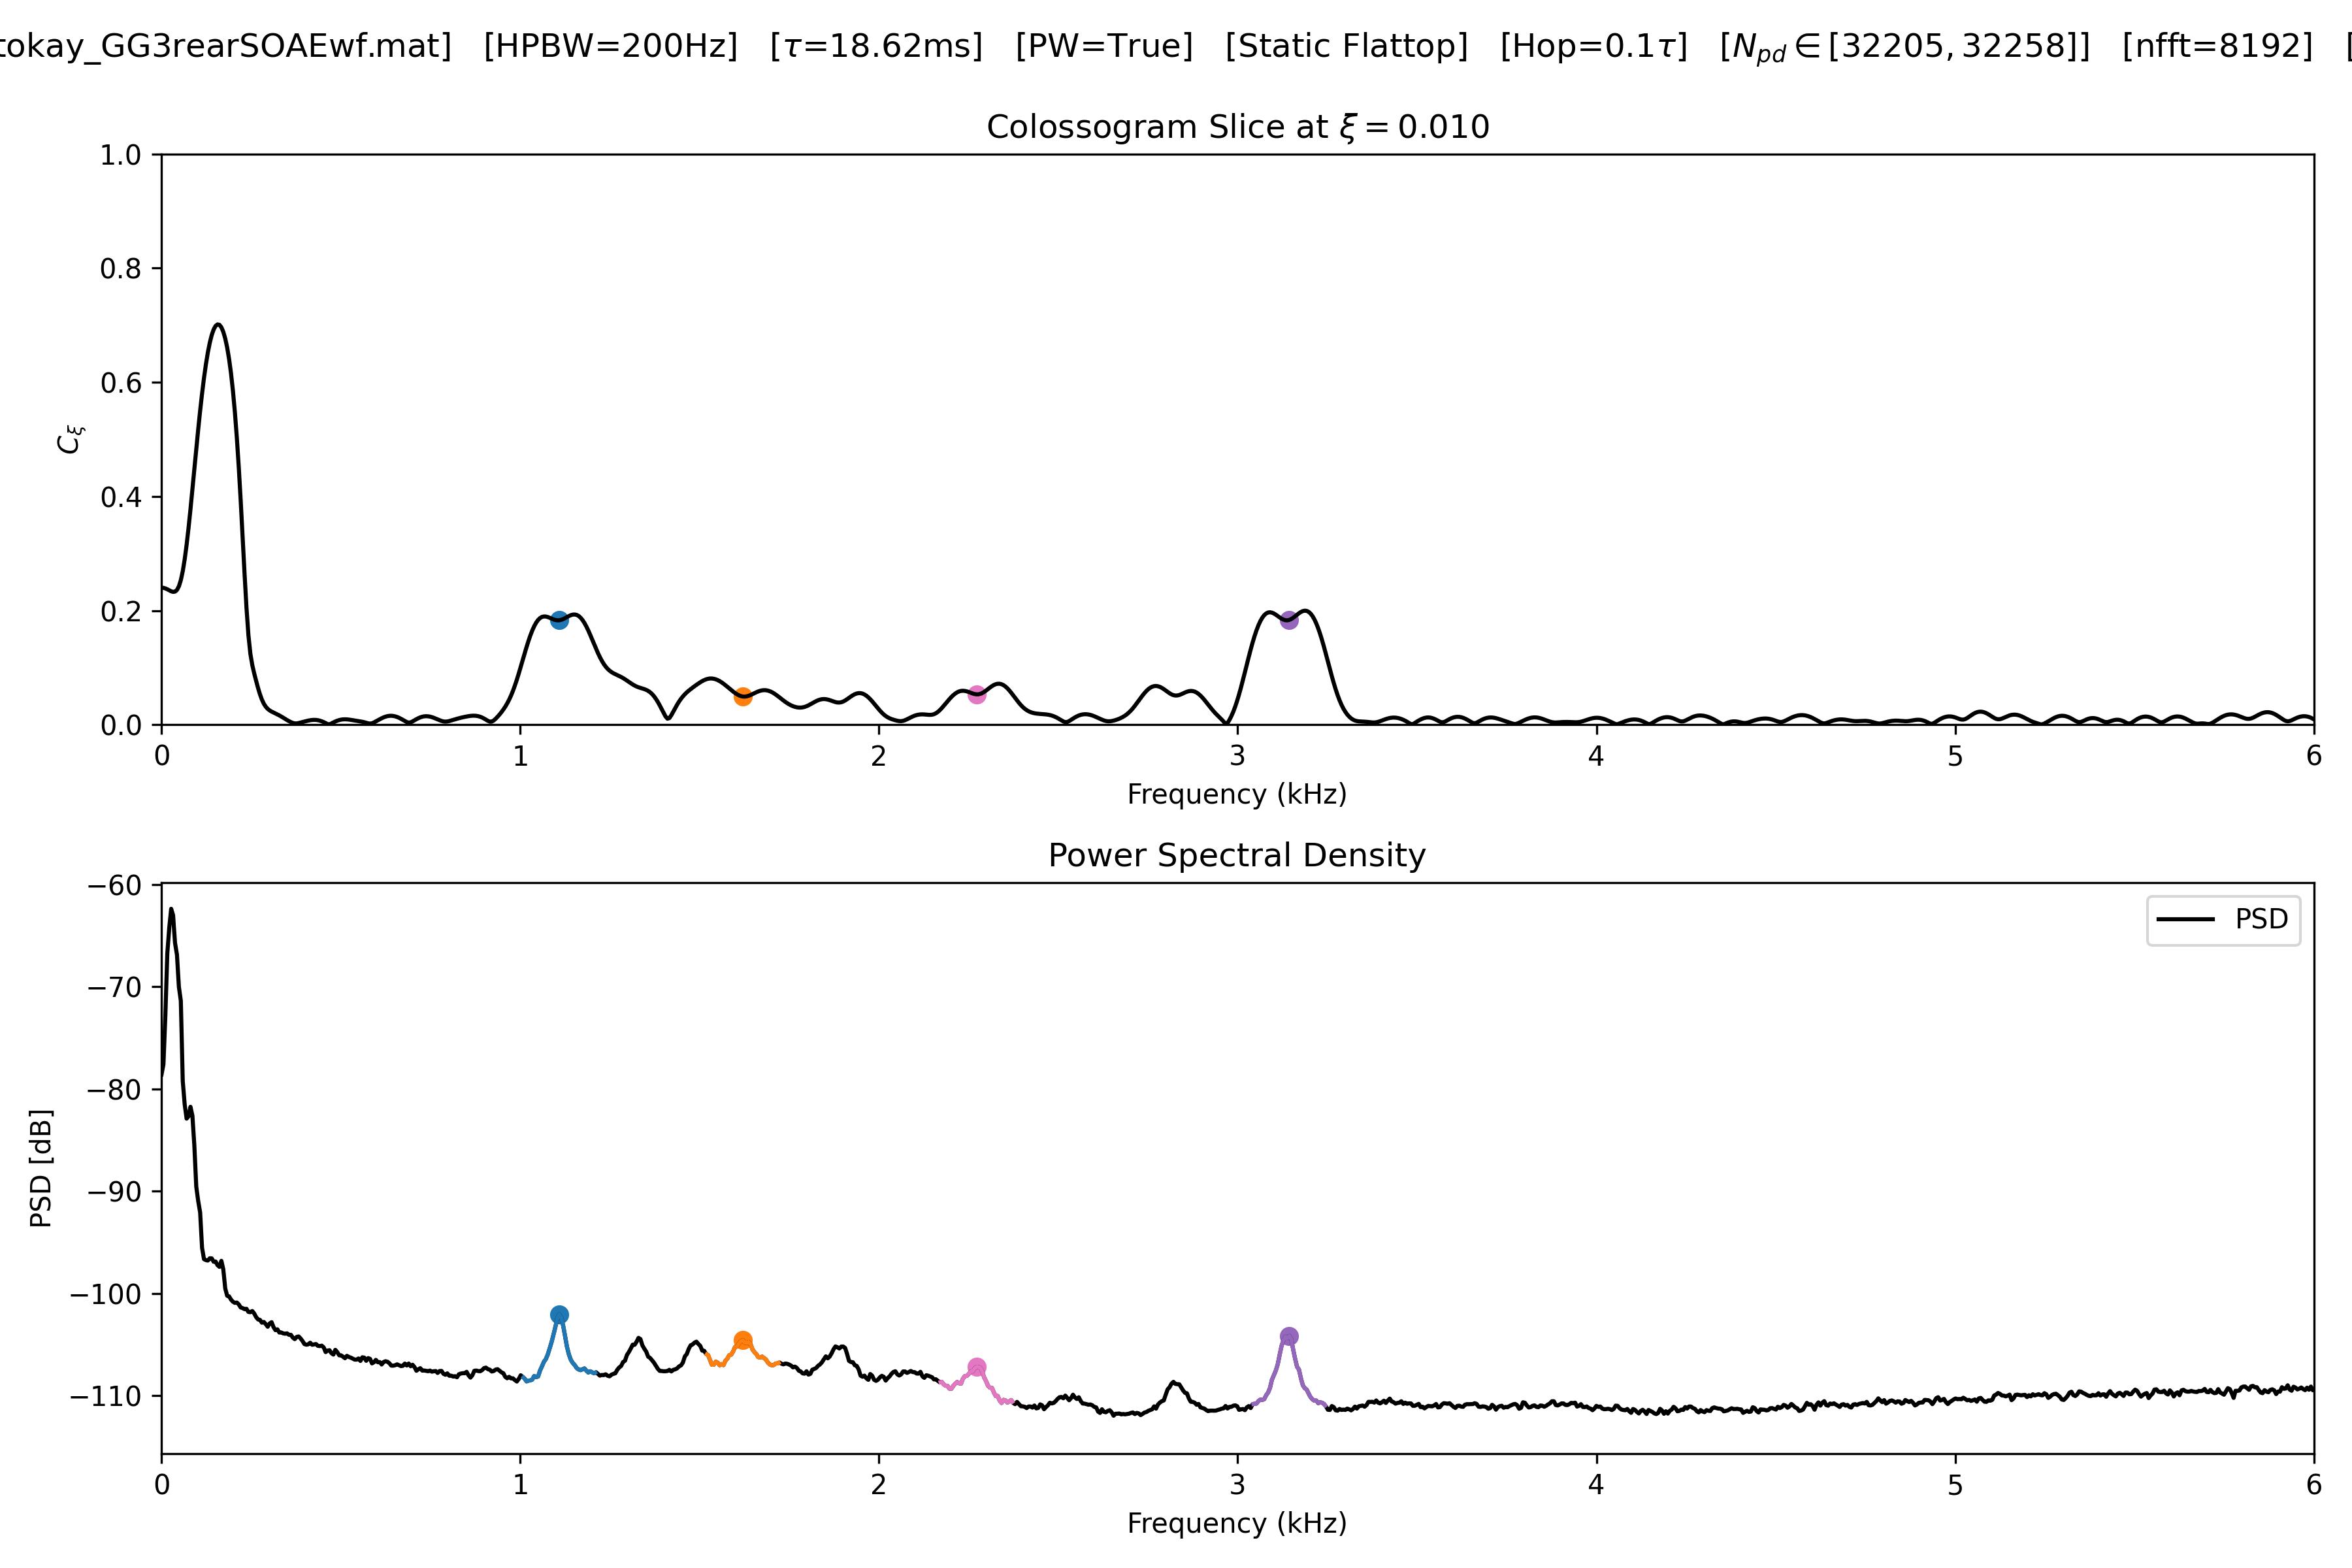 tokay_GG3rearSOAEwf.mat] [HPBW=200Hz] [τ=18.62ms] [PW=True] [Static Flattop] [Hop=0.1τ] [N_pd ∈ [32205, 32258]] [nfft=8192] [
Colossogram Slice at ξ = 0.010
1.0
0.8
0.6
0.4
0.2
0.0
C_ξ
0 1 2 3 4 5 6
Frequency (kHz)
Power Spectral Density
−60
−70
−80
−90
−100
−110
PSD [dB]
PSD
0 1 2 3 4 5 6
Frequency (kHz)